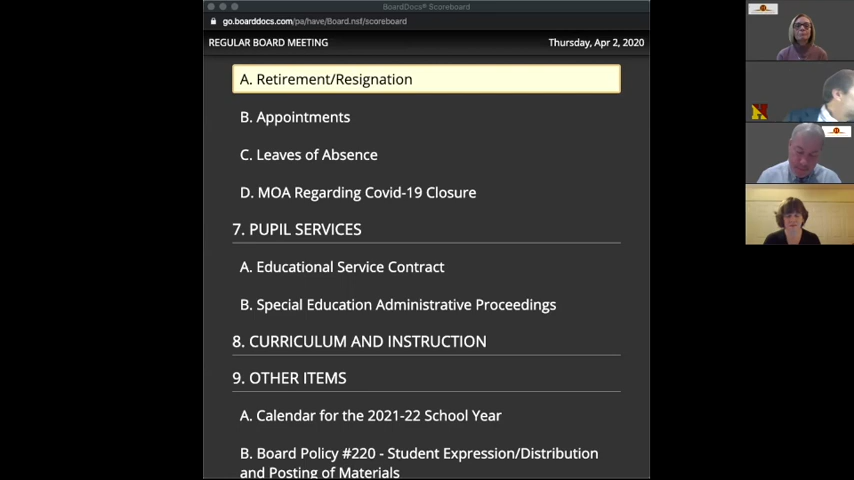 BoardDocs® Scoreboard
go.boarddocs.com/pa/have/Board.nsf/scoreboard
REGULAR BOARD MEETING
Thursday, Apr 2, 2020
A. Retirement/Resignation
B. Appointments
C. Leaves of Absence
D. MOA Regarding Covid-19 Closure
7. PUPIL SERVICES
A. Educational Service Contract
B. Special Education Administrative Proceedings
8. CURRICULUM AND INSTRUCTION
9. OTHER ITEMS
A. Calendar for the 2021-22 School Year
B. Board Policy #220 - Student Expression/Distribution
and Posting of Materials
H